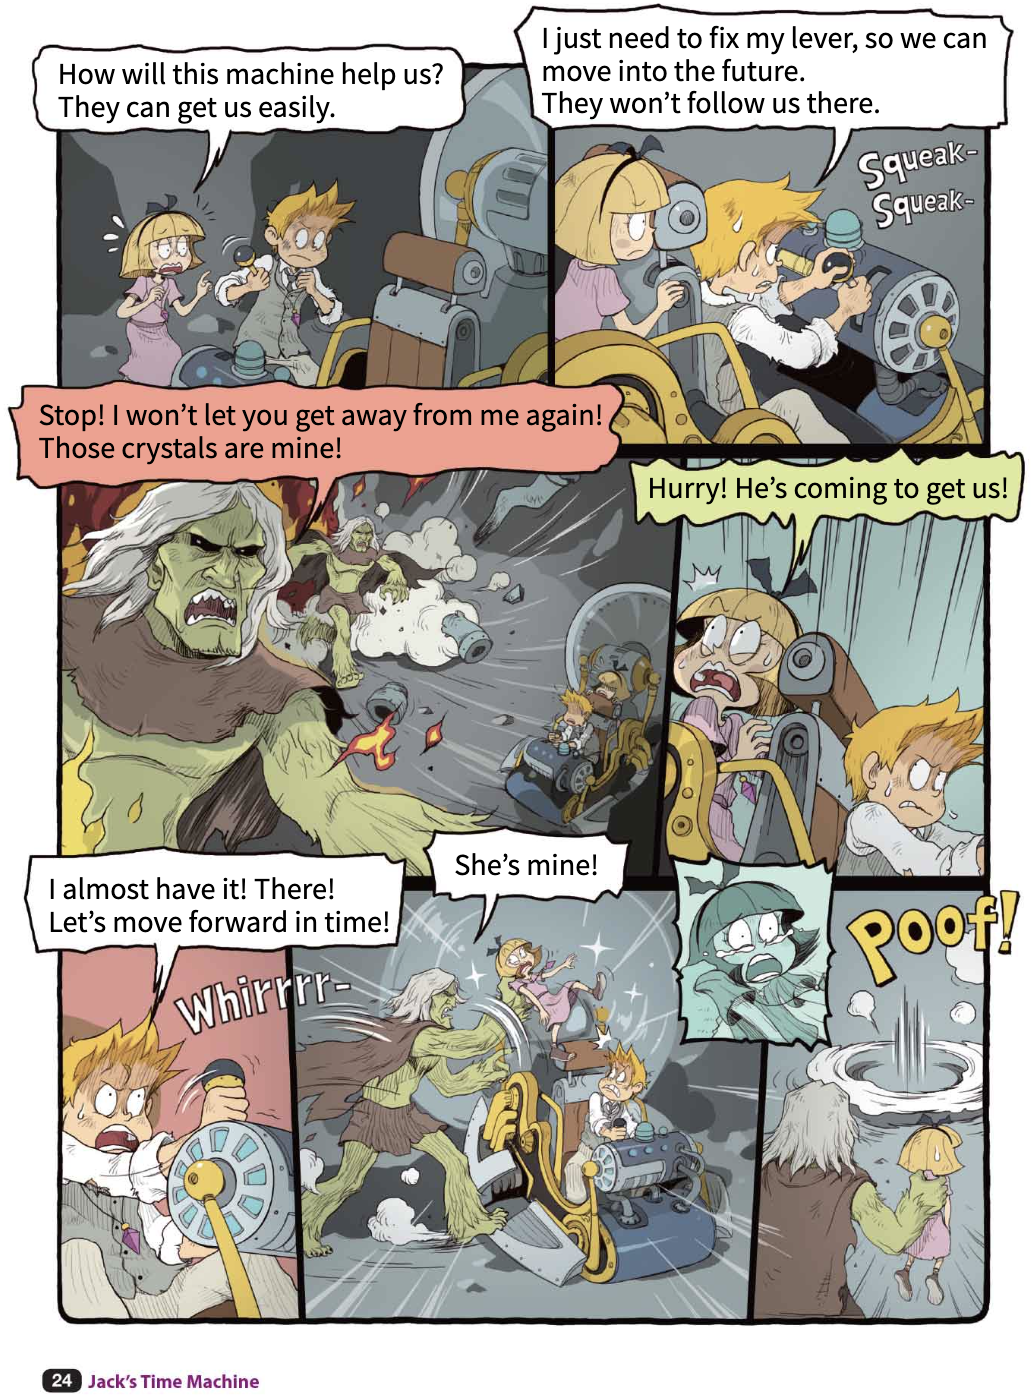 How will this machine help us?
They can get us easily.
I just need to fix my lever, so we can
move into the future.
They won't follow us there.
Squeak-
Squeak-
Stop! I won't let you get away from me again!
Those crystals are mine!
Hurry! He's coming to get us!
I almost have it! There!
Let's move forward in time!
Whirrrr-
She's mine!
Poof!
24 Jack's Time Machine